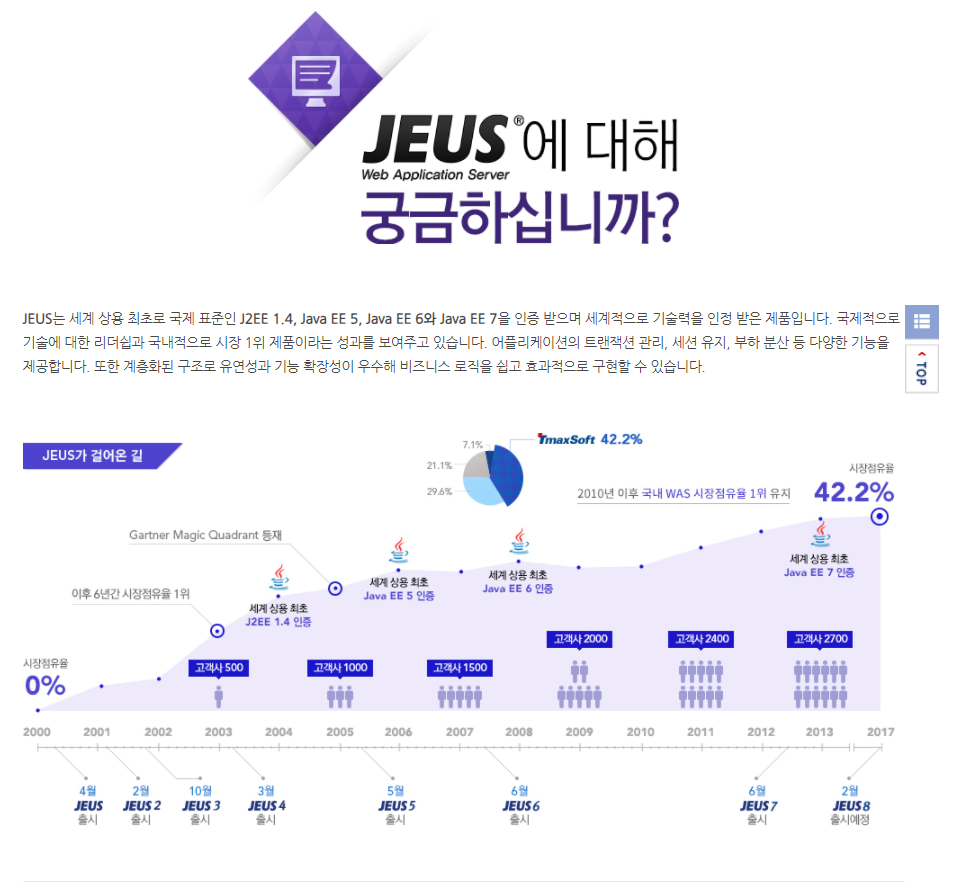 JEUS®에 대해
Web Application Server
궁금하십니까?
JEUS는 세계 상용 최초로 국제 표준인 J2EE 1.4, Java EE 5, Java EE 6와 Java EE 7을 인증 받으며 세계적으로 기술력을 인정 받은 제품입니다. 국제적으로
기술에 대한 리더쉽과 국내적으로 시장 1위 제품이라는 성과를 보여주고 있습니다. 어플리케이션의 트랜잭션 관리, 세션 유지, 부하 분산 등 다양한 기능을
제공합니다. 또한 계층화된 구조로 유연성과 기능 확장성이 우수해 비즈니스 로직을 쉽고 효과적으로 구현할 수 있습니다.
TOP
JEUS가 걸어온 길
7.1%
21.1%
29.6%
TmaxSoft 42.2%
2010년 이후 국내 WAS 시장점유율 1위 유지
시장점유율
42.2%
Gartner Magic Quadrant 등재
이후 6년간 시장점유율 1위
세계 상용 최초
J2EE 1.4 인증
세계 상용 최초
Java EE 5 인증
세계 상용 최초
Java EE 6 인증
세계 상용 최초
Java EE 7 인증
시장점유율
0%
고객사 500
고객사 1000
고객사 1500
고객사 2000
고객사 2400
고객사 2700
2000 2001 2002 2003 2004 2005 2006 2007 2008 2009 2010 2011 2012 2013 2017
4월
JEUS
출시
2월
JEUS 2
출시
10월
JEUS 3
출시
3월
JEUS 4
출시
5월
JEUS 5
출시
6월
JEUS 6
출시
6월
JEUS 7
출시
2월
JEUS 8
출시예정